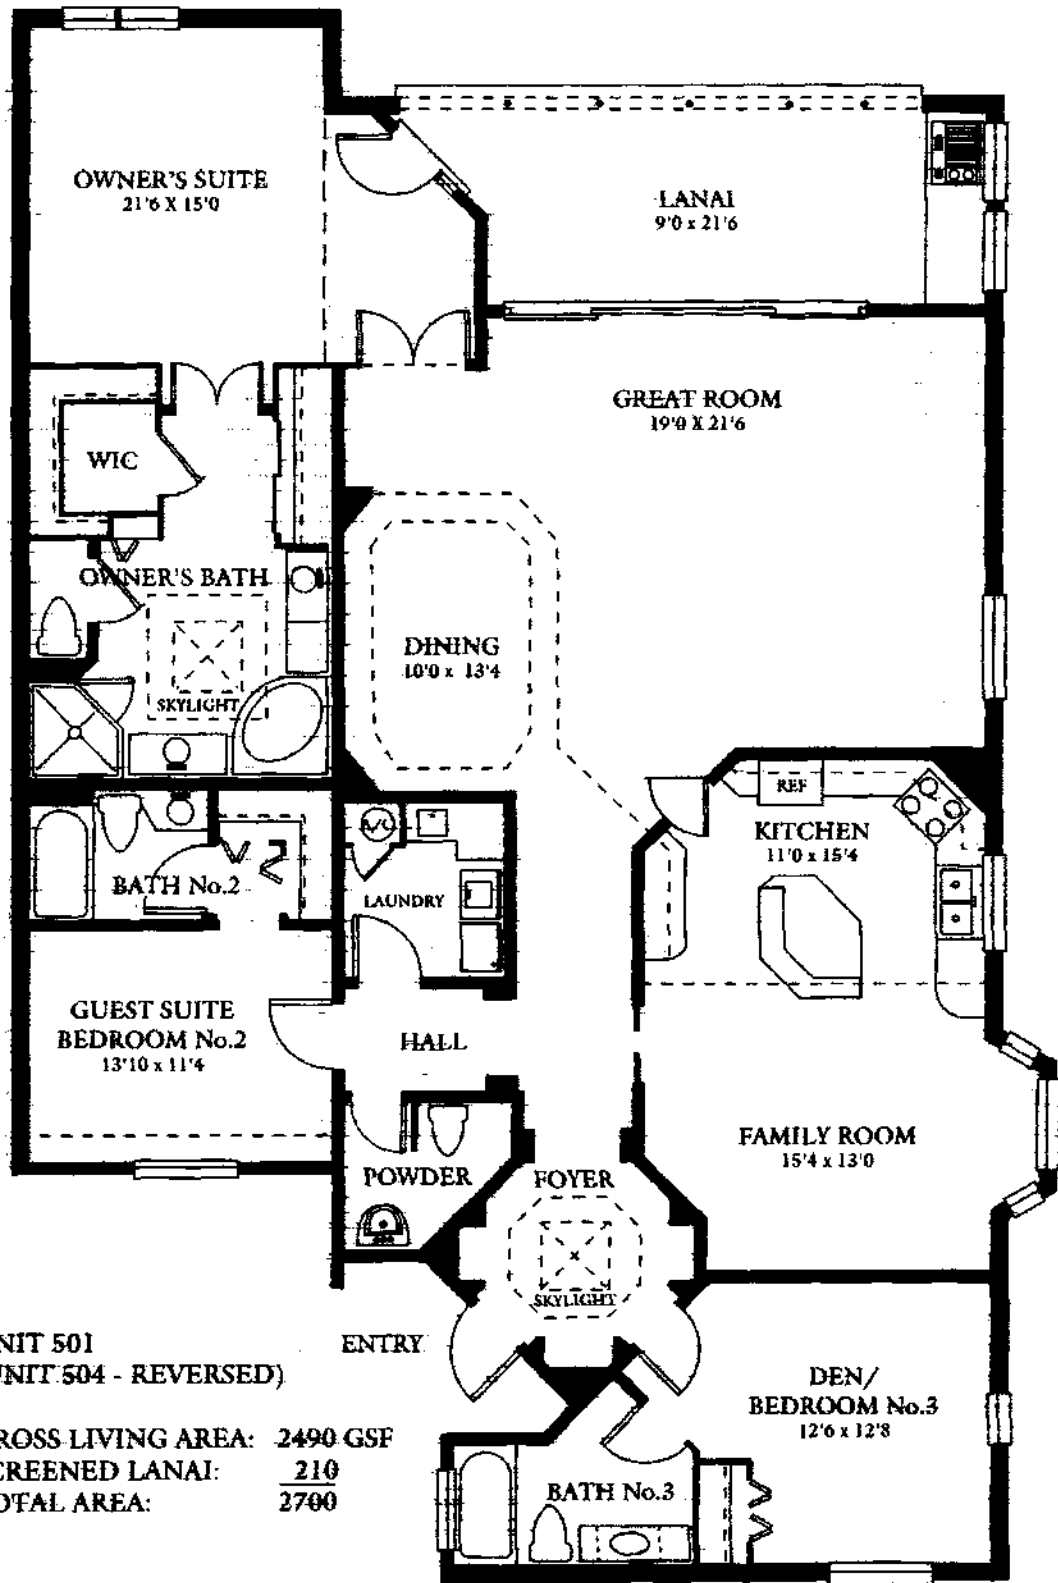 OWNER'S SUITE
21'6 X 15'0
LANAI
9'0 x 21'6
GREAT ROOM
19'0 X 21'6
WIC
OWNER'S BATH
SKYLIGHT
DINING
10'0 x 13'4
REF
KITCHEN
11'0 x 15'4
BATH No.2
LAUNDRY
GUEST SUITE
BEDROOM No.2
13'10 x 11'4
HALL
FAMILY ROOM
15'4 x 13'0
POWDER
FOYER
SKYLIGHT
ENTRY
NIT 501
NIT 504 - REVERSED)
ROSS LIVING AREA: 2490 GSF
CREENED LANAI: 210
OTAL AREA: 2700
DEN/
BEDROOM No.3
12'6 x 12'8
BATH No.3